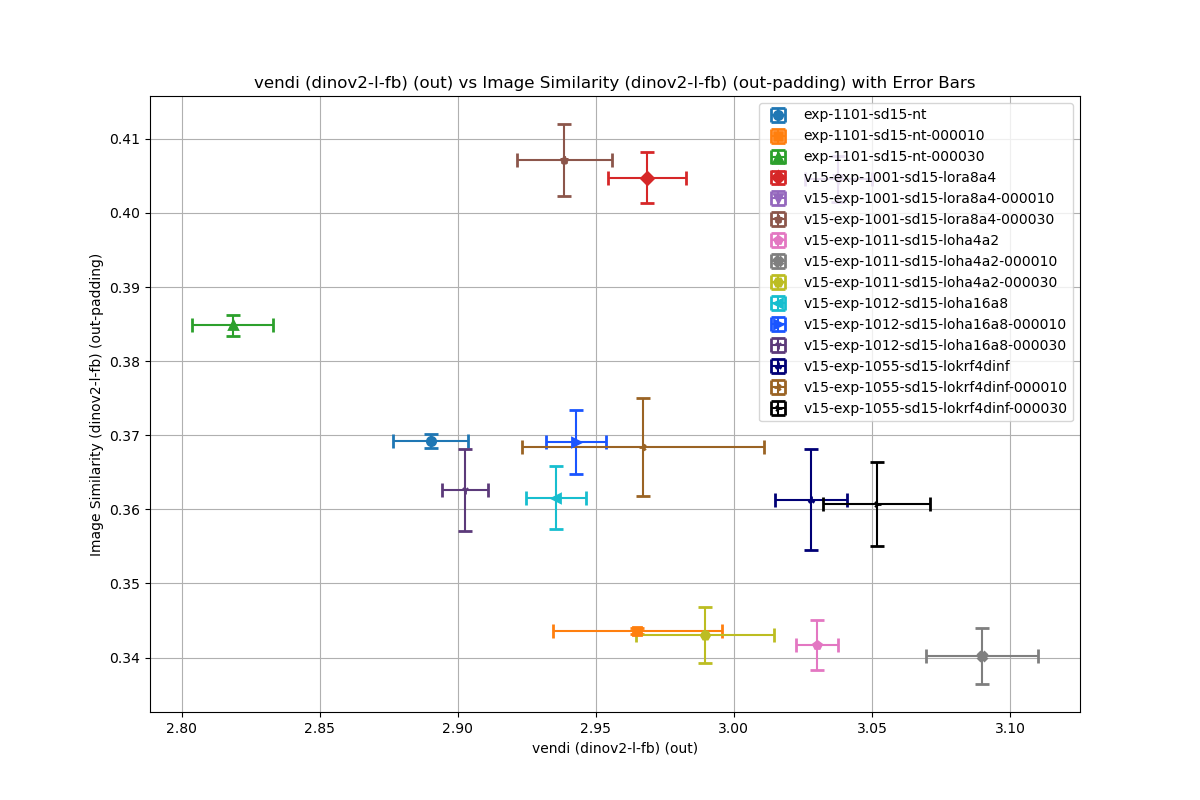 vendi (dinov2-l-fb) (out) vs Image Similarity (dinov2-l-fb) (out-padding) with Error Bars
exp-1101-sd15-nt
exp-1101-sd15-nt-000010
exp-1101-sd15-nt-000030
v15-exp-1001-sd15-lora8a4
v15-exp-1001-sd15-lora8a4-000010
v15-exp-1001-sd15-lora8a4-000030
v15-exp-1011-sd15-loha4a2
v15-exp-1011-sd15-loha4a2-000010
v15-exp-1011-sd15-loha4a2-000030
v15-exp-1012-sd15-loha16a8
v15-exp-1012-sd15-loha16a8-000010
v15-exp-1012-sd15-loha16a8-000030
v15-exp-1055-sd15-lokrf4dinf
v15-exp-1055-sd15-lokrf4dinf-000010
v15-exp-1055-sd15-lokrf4dinf-000030
Image Similarity (dinov2-l-fb) (out-padding)
0.41
0.40
0.39
0.38
0.37
0.36
0.35
0.34
2.80 2.85 2.90 2.95 3.00 3.05 3.10
vendi (dinov2-l-fb) (out)